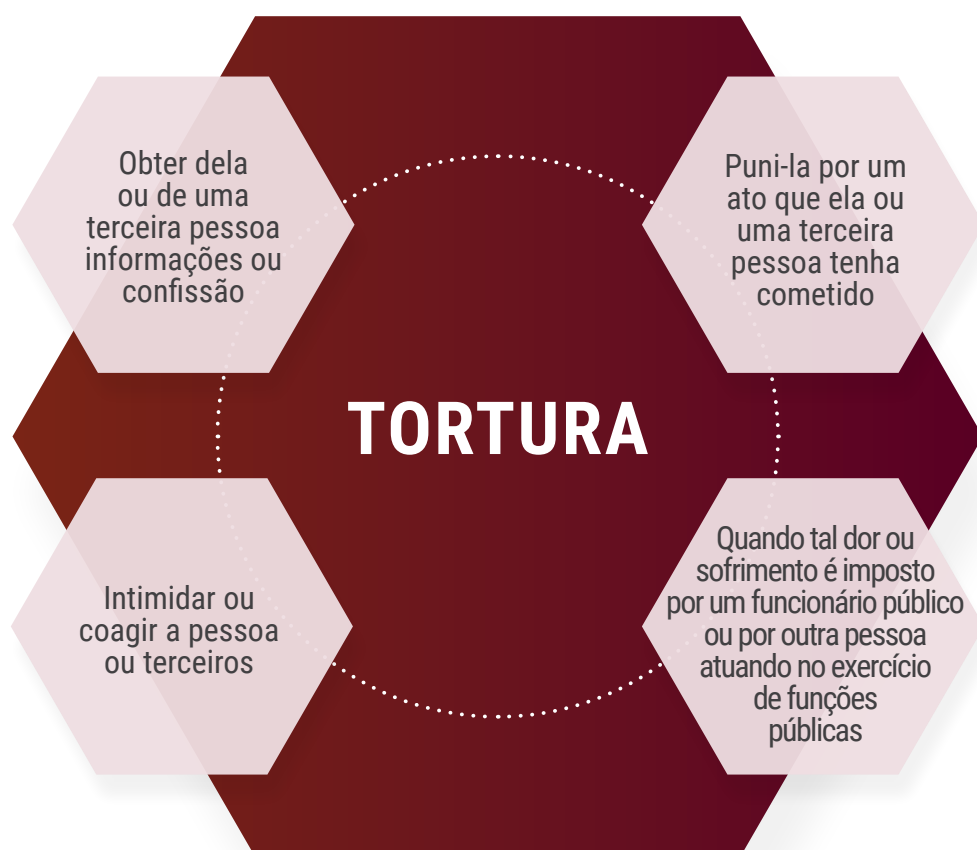 Obter dela
ou de uma
terceira pessoa
informações ou
confissão
Puni-la por um
ato que ela ou
uma terceira
pessoa tenha
cometido
TORTURA
Intimidar ou
coagir a pessoa
ou terceiros
Quando tal dor ou
sofrimento é imposto
por um funcionário público
ou por outra pessoa
atuando no exercício
de funções
públicas